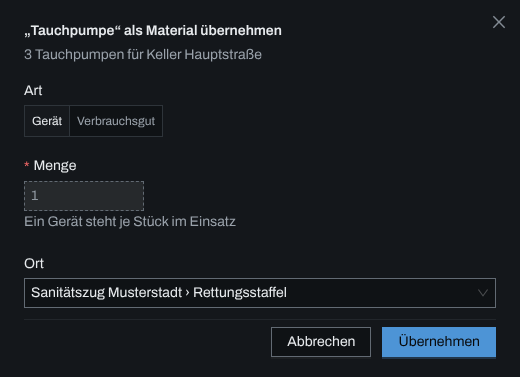 „Tauchpumpe“ als Material übernehmen
3 Tauchpumpen für Keller Hauptstraße
Art
Gerät Verbrauchsgut
* Menge
1
Ein Gerät steht je Stück im Einsatz
Ort
Sanitätszug Musterstadt › Rettungsstaffel
Abbrechen Übernehmen